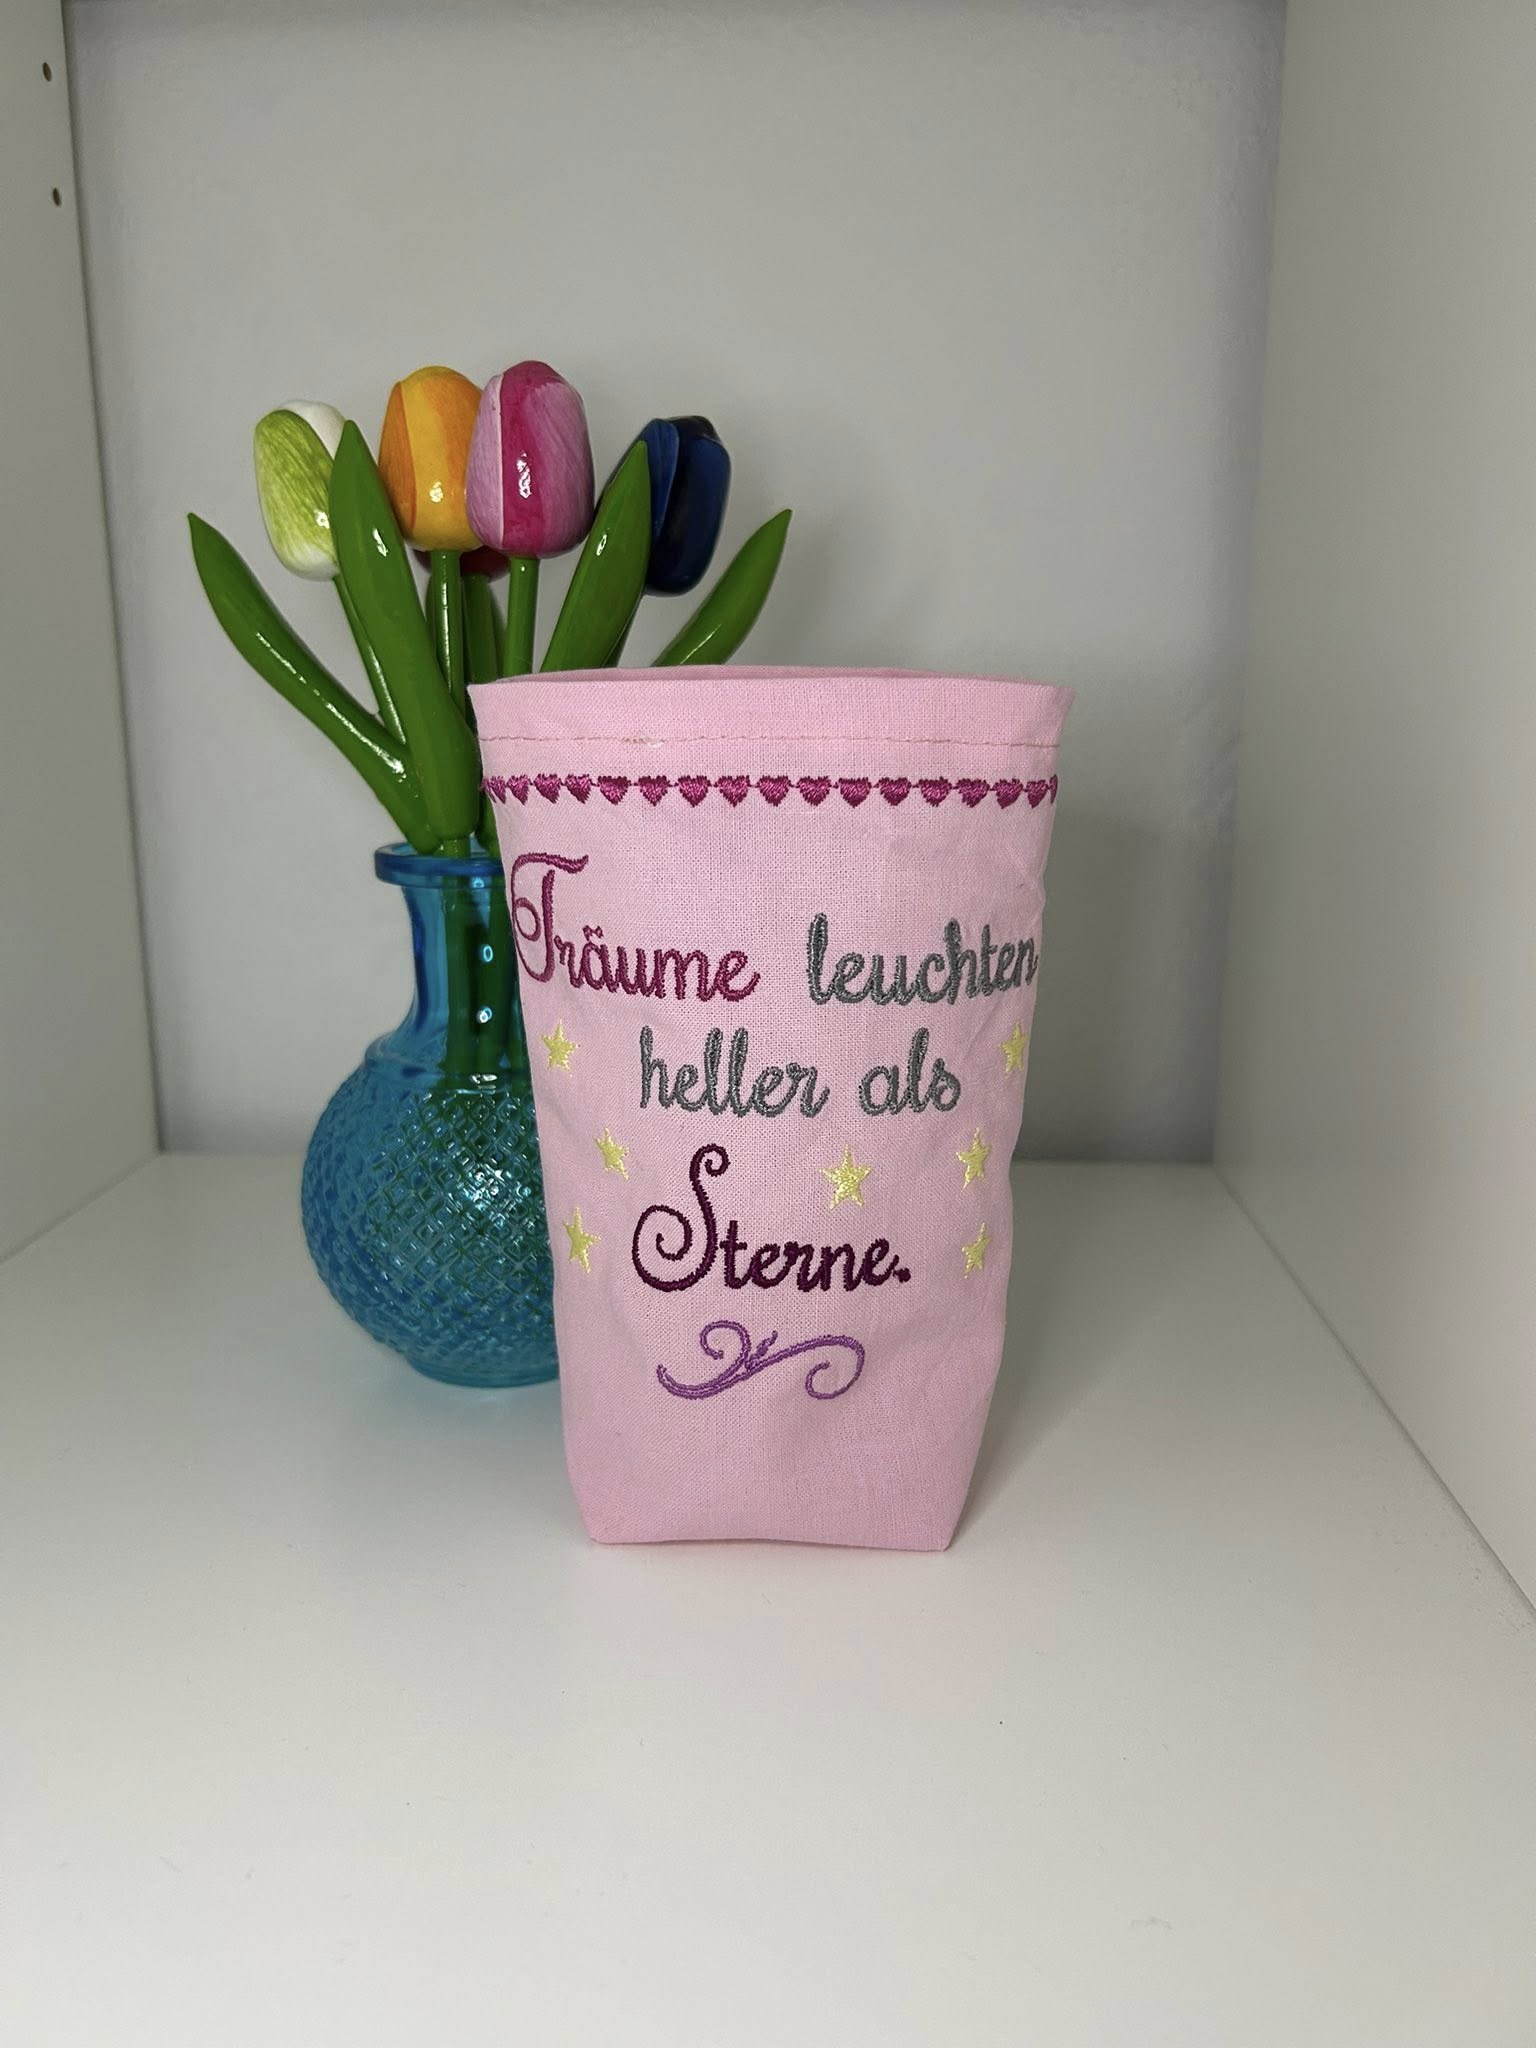 Träume leuchten
heller als
Sterne.